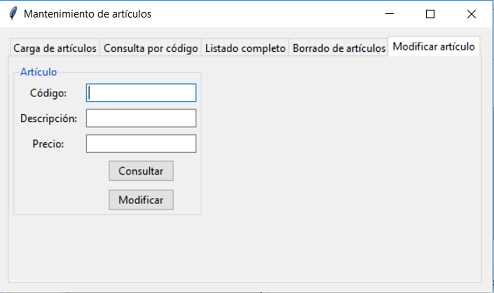 Mantenimiento de artículos
Carga de artículos Consulta por código Listado completo Borrado de artículos Modificar artículo
Artículo
Código:
Descripción:
Precio:
Consultar
Modificar